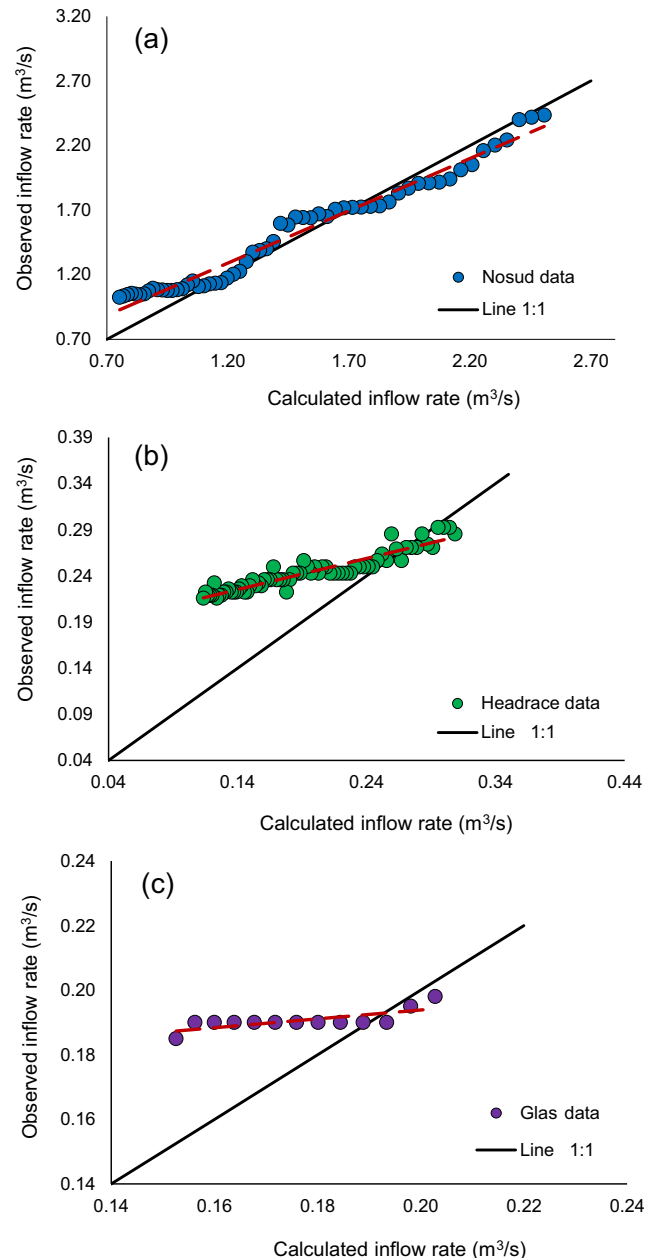 (a)
Observed inflow rate (m³/s)
3.20
2.70
2.20
1.70
1.20
0.70
Nosud data
Line 1:1
0.70 1.20 1.70 2.20 2.70
Calculated inflow rate (m³/s)
(b)
Observed inflow rate (m³/s)
0.39
0.34
0.29
0.24
0.19
0.14
0.09
0.04
Headrace data
Line 1:1
0.04 0.14 0.24 0.34 0.44
Calculated inflow rate (m³/s)
(c)
Observed inflow rate (m³/s)
0.24
0.22
0.20
0.18
0.16
0.14
Glas data
Line 1:1
0.14 0.16 0.18 0.20 0.22 0.24
Calculated inflow rate (m³/s)